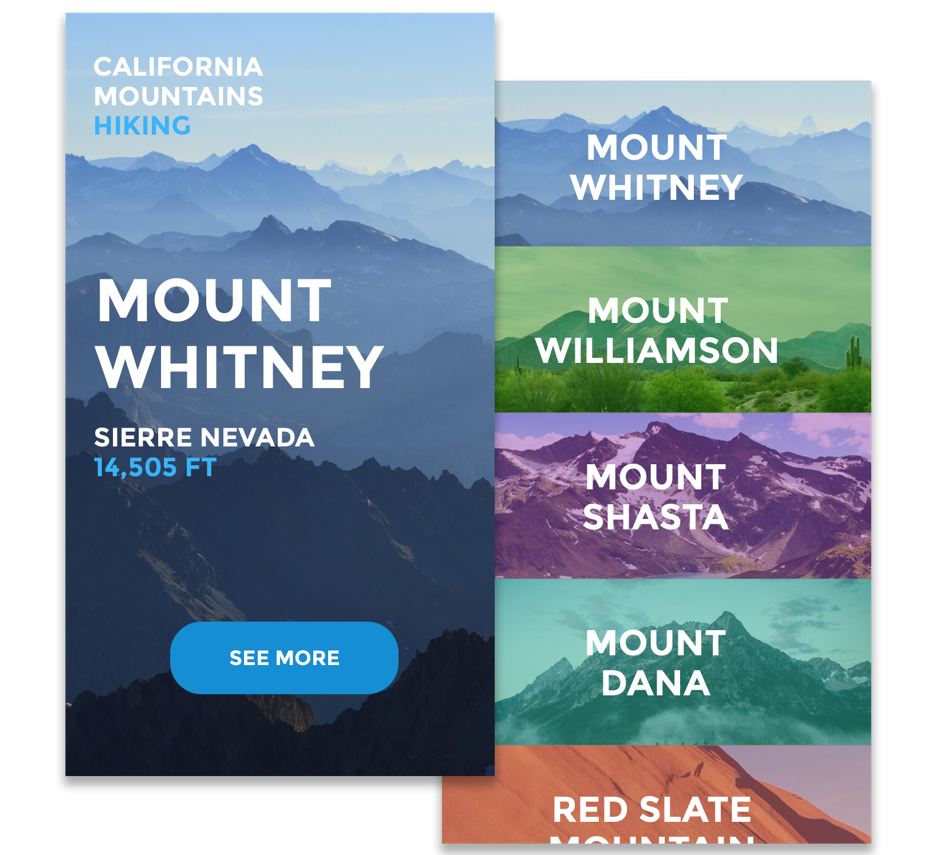 CALIFORNIA
MOUNTAINS
HIKING
MOUNT
WHITNEY
SIERRE NEVADA
14,505 FT
SEE MORE
MOUNT
WHITNEY
MOUNT
WILLIAMSON
MOUNT
SHASTA
MOUNT
DANA
RED SLATE
MOUNTAIN